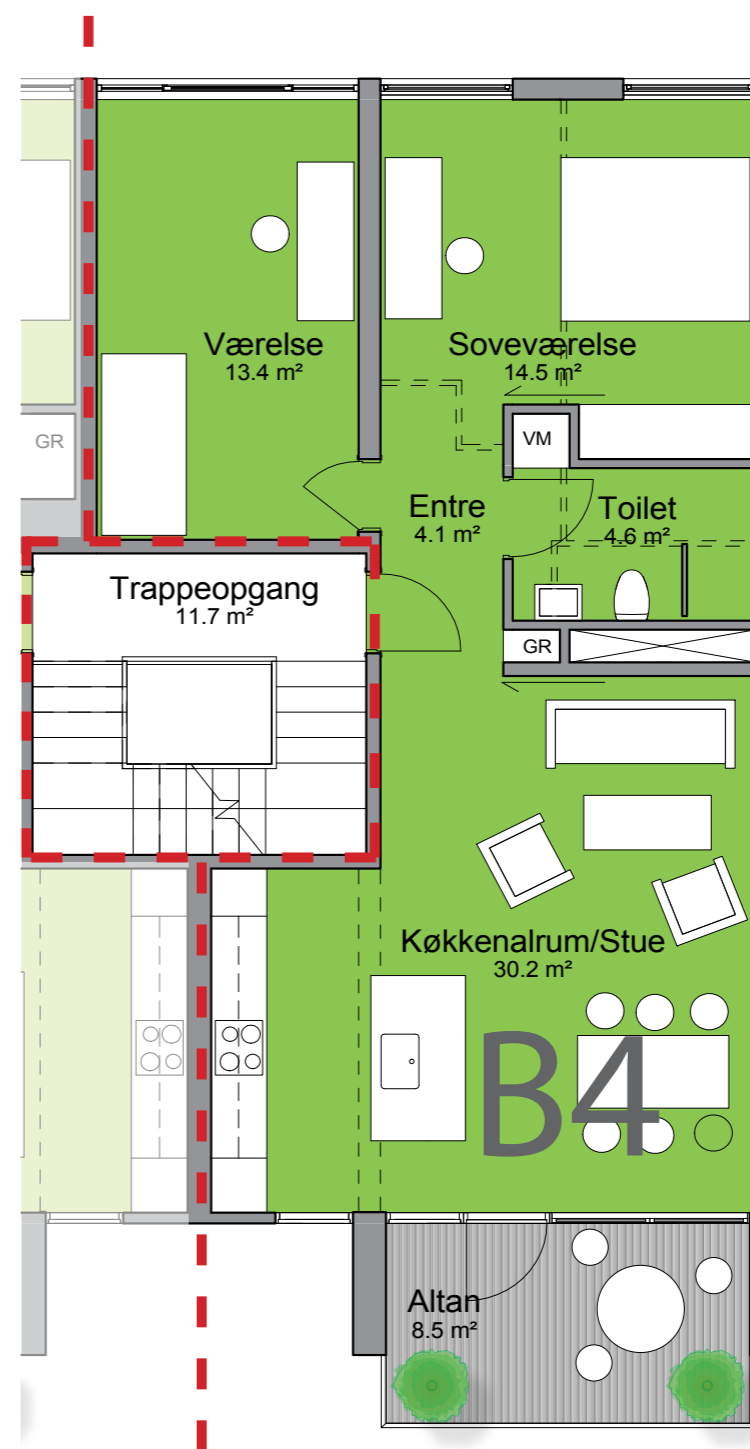 Værelse
13.4 m²
Soveværelse
14.5 m²
GR
VM
Entre
4.1 m²
Toilet
4.6 m²
Trappeopgang
11.7 m²
GR
Køkkenalrum/Stue
30.2 m²
B4
Altan
8.5 m²